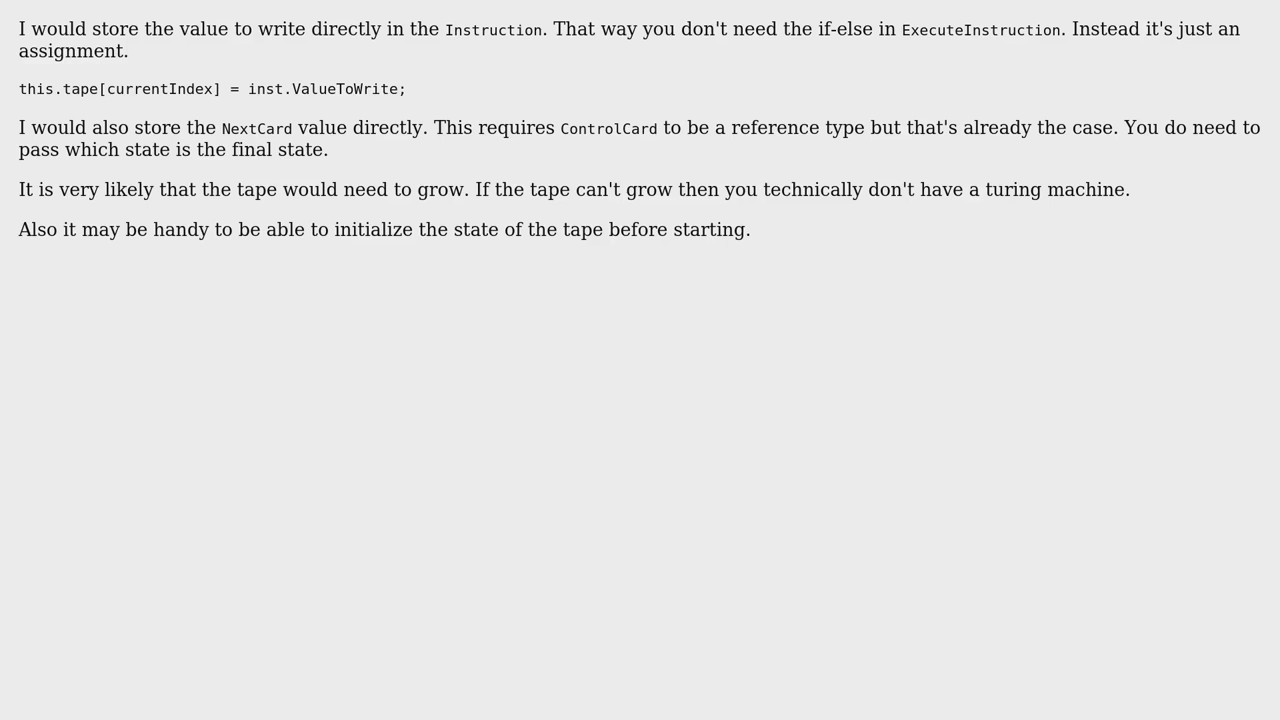 I would store the value to write directly in the Instruction. That way you don't need the if-else in ExecuteInstruction. Instead it's just an
assignment.
this.tape[currentIndex] = inst.ValueToWrite;
I would also store the NextCard value directly. This requires ControlCard to be a reference type but that's already the case. You do need to
pass which state is the final state.
It is very likely that the tape would need to grow. If the tape can't grow then you technically don't have a turing machine.
Also it may be handy to be able to initialize the state of the tape before starting.